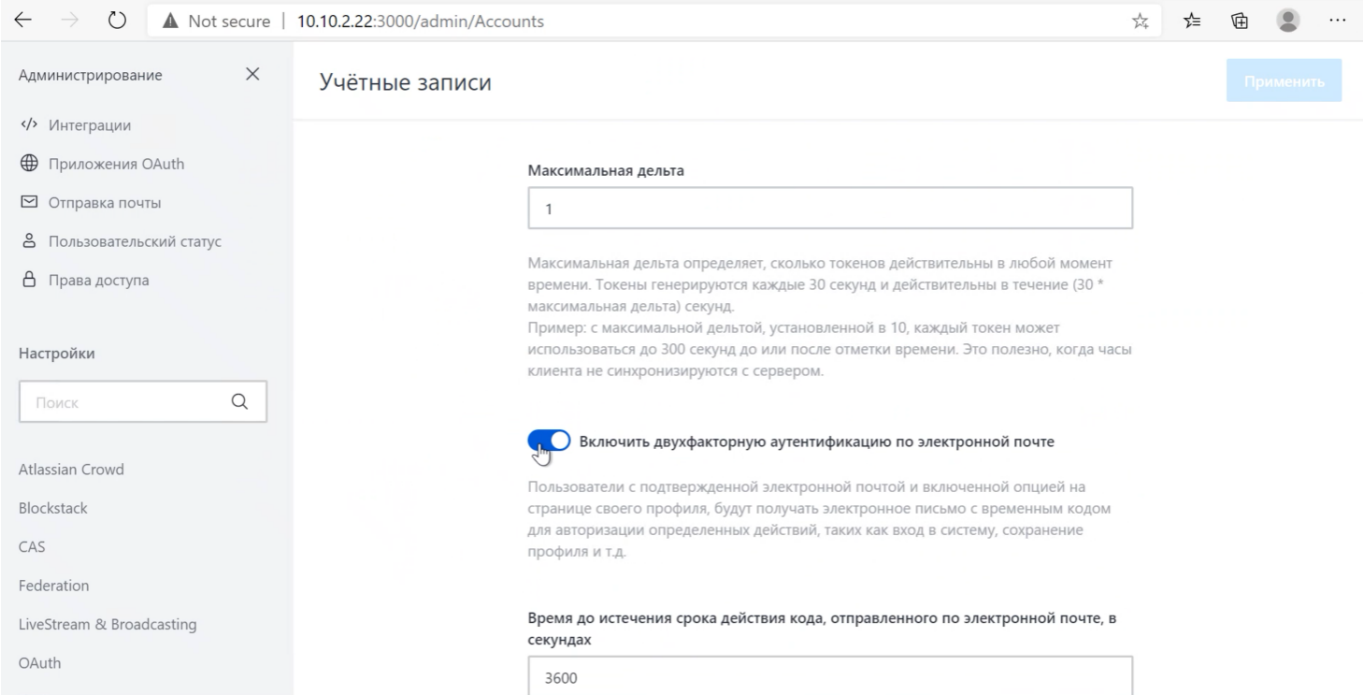 Not secure | 10.10.2.22:3000/admin/Accounts
Администрирование
Интеграции
Приложения OAuth
Отправка почты
Пользовательский статус
Права доступа
Настройки
Поиск
Atlassian Crowd
Blockstack
CAS
Federation
LiveStream & Broadcasting
OAuth
Учётные записи
Применить
Максимальная дельта
1
Максимальная дельта определяет, сколько токенов действительны в любой момент
времени. Токены генерируются каждые 30 секунд и действительны в течение (30 *
максимальная дельта) секунд.
Пример: с максимальной дельтой, установленной в 10, каждый токен может
использоваться до 300 секунд до или после отметки времени. Это полезно, когда часы
клиента не синхронизируются с сервером.
Включить двухфакторную аутентификацию по электронной почте
Пользователи с подтвержденной электронной почтой и включенной опцией на
странице своего профиля, будут получать электронное письмо с временным кодом
для авторизации определенных действий, таких как вход в систему, сохранение
профиля и т.д.
Время до истечения срока действия кода, отправленного по электронной почте, в
секундах
3600